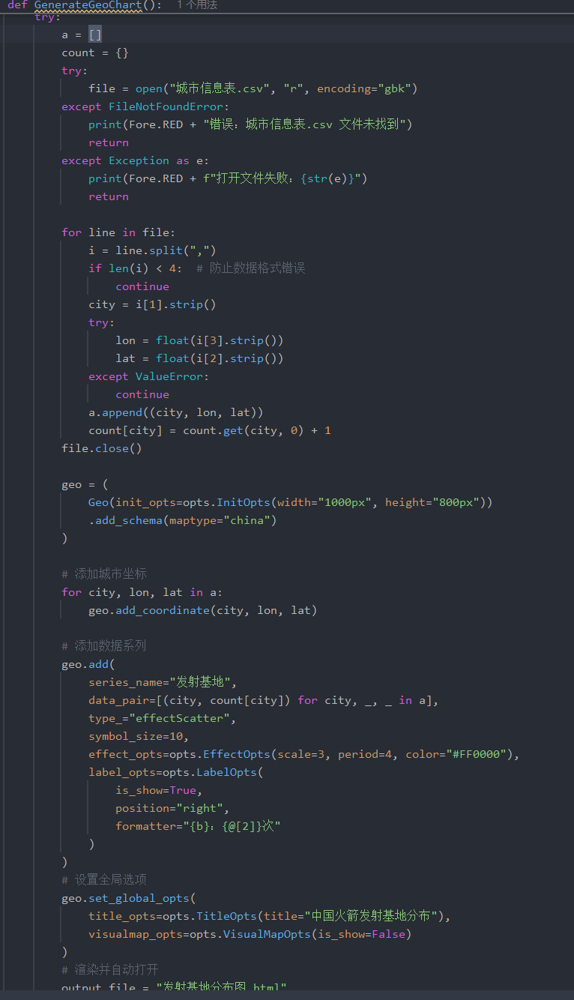 def GenerateGeoChart(): 1 个用法
try:
a = []
count = {}
try:
file = open("城市信息表.csv", "r", encoding="gbk")
except FileNotFoundError:
print(Fore.RED + "错误：城市信息表.csv 文件未找到")
return
except Exception as e:
print(Fore.RED + f"打开文件失败：{str(e)}")
return
for line in file:
i = line.split(",")
if len(i) < 4:  # 防止数据格式错误
continue
city = i[1].strip()
try:
lon = float(i[3].strip())
lat = float(i[2].strip())
except ValueError:
continue
a.append((city, lon, lat))
count[city] = count.get(city, 0) + 1
file.close()
geo = (
Geo(init_opts=opts.InitOpts(width="1000px", height="800px"))
.add_schema(maptype="china")
)
# 添加城市坐标
for city, lon, lat in a:
geo.add_coordinate(city, lon, lat)
# 添加数据系列
geo.add(
series_name="发射基地",
data_pair=[(city, count[city]) for city, _, _ in a],
type_="effectScatter",
symbol_size=10,
effect_opts=opts.EffectOpts(scale=3, period=4, color="#FF0000"),
label_opts=opts.LabelOpts(
is_show=True,
position="right",
formatter="{b}：{@[2]}次"
)
)
# 设置全局选项
geo.set_global_opts(
title_opts=opts.TitleOpts(title="中国火箭发射基地分布"),
visualmap_opts=opts.VisualMapOpts(is_show=False)
)
# 渲染并自动打开
output_file = "发射基地分布图.html"